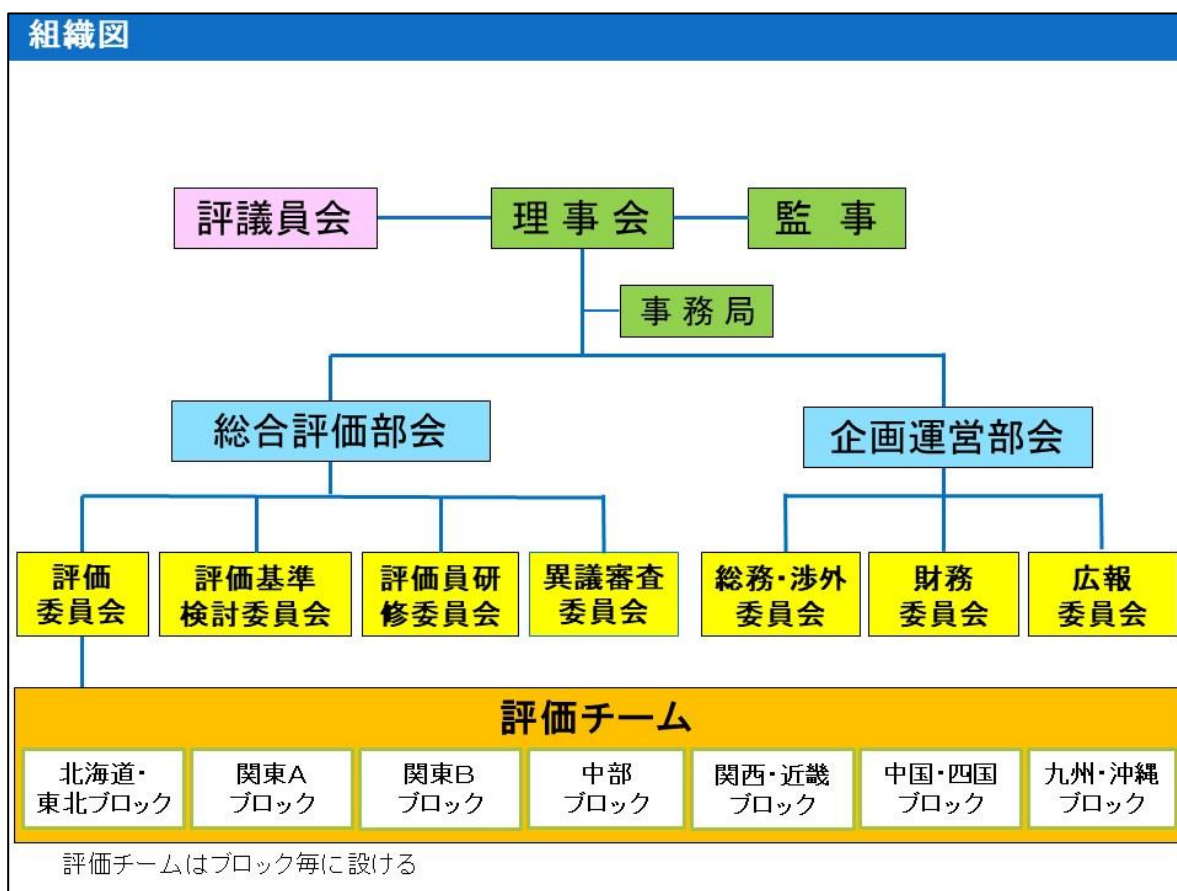 組織図
評議員会
理事会
監事
事務局
総合評価部会
企画運営部会
評価
委員会
評価基準
検討委員会
評価員研
修委員会
異議審査
委員会
総務・渉外
委員会
財務
委員会
広報
委員会
評価チーム
北海道・
東北ブロック
関東A
ブロック
関東B
ブロック
中部
ブロック
関西・近畿
ブロック
中国・四国
ブロック
九州・沖縄
ブロック
評価チームはブロック毎に設ける